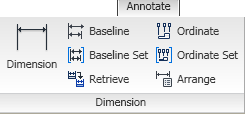 Annotate
Baseline Ordinate
Baseline Set Ordinate Set
Dimension Retrieve Arrange
Dimension